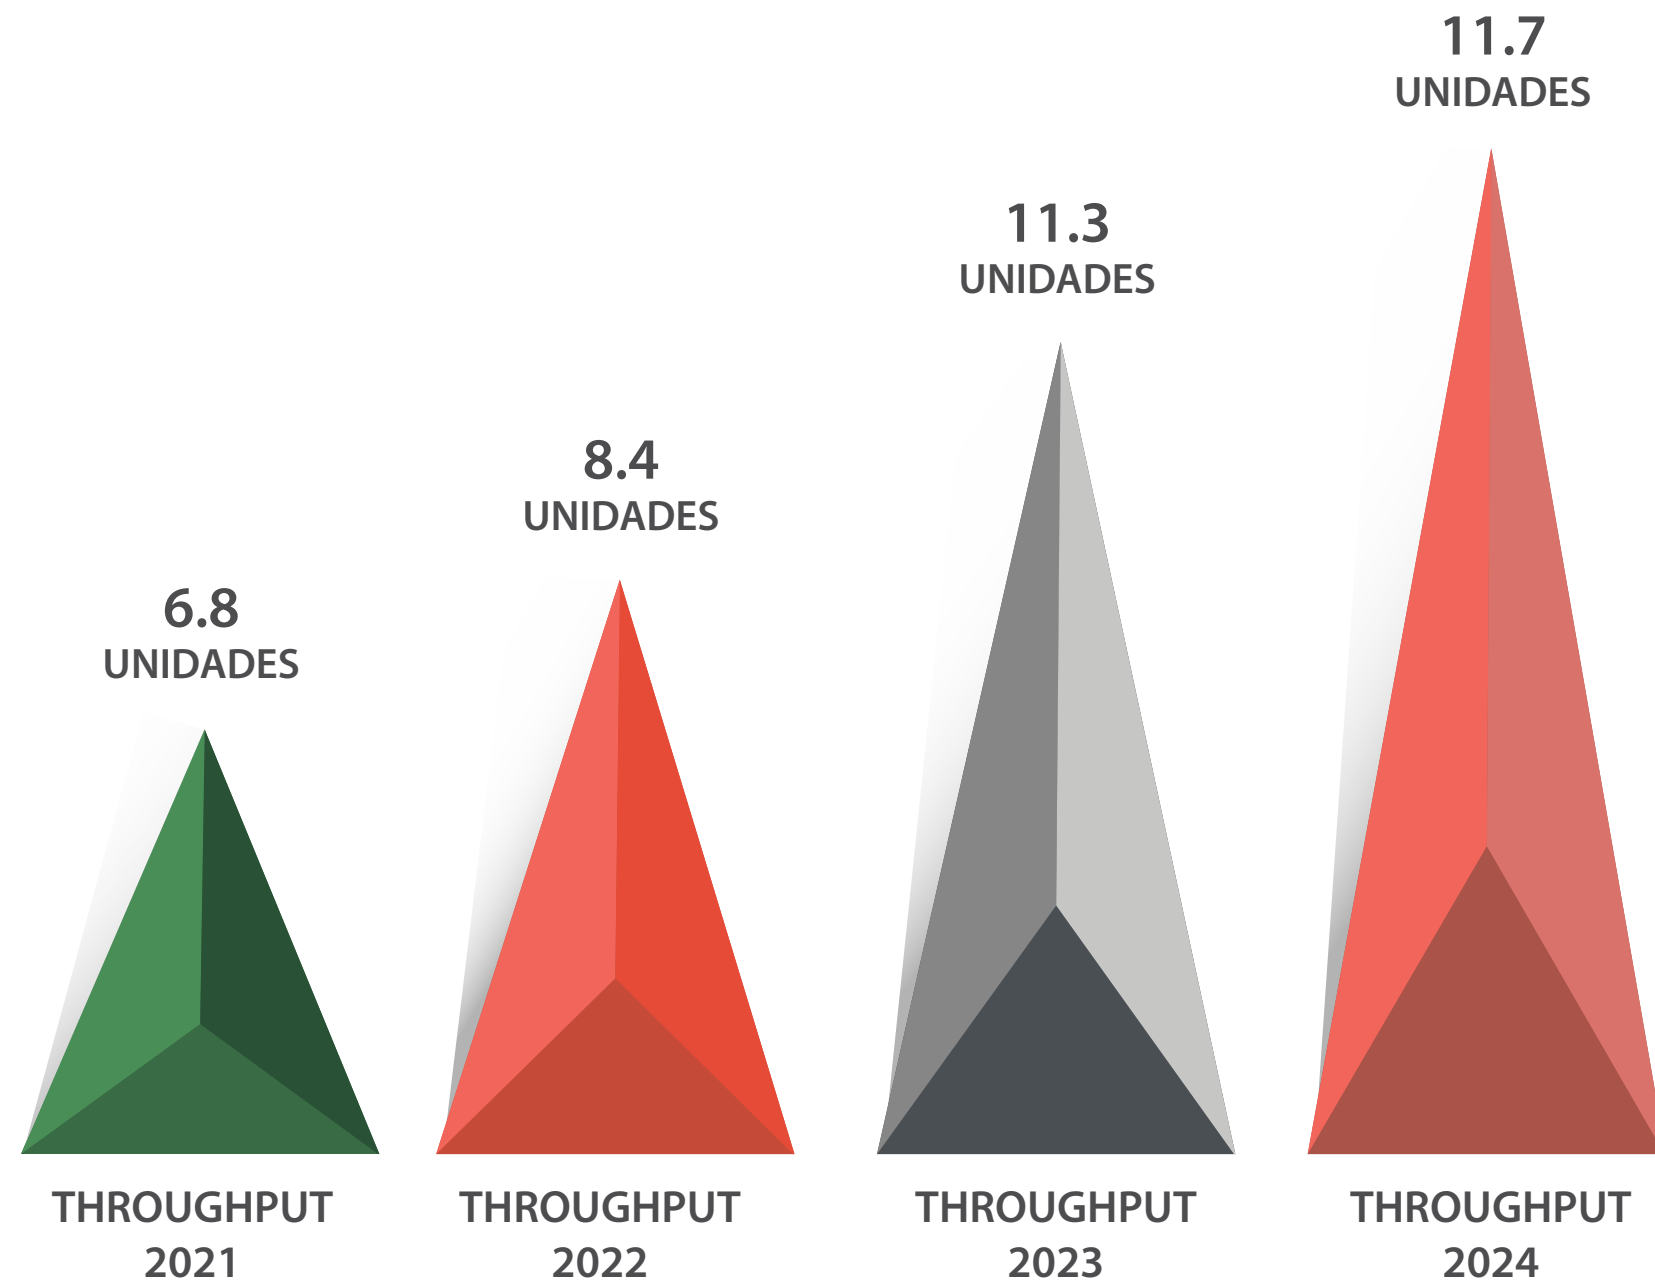 6.8
UNIDADES
THROUGHPUT
2021
8.4
UNIDADES
THROUGHPUT
2022
11.3
UNIDADES
THROUGHPUT
2023
11.7
UNIDADES
THROUGHPUT
2024